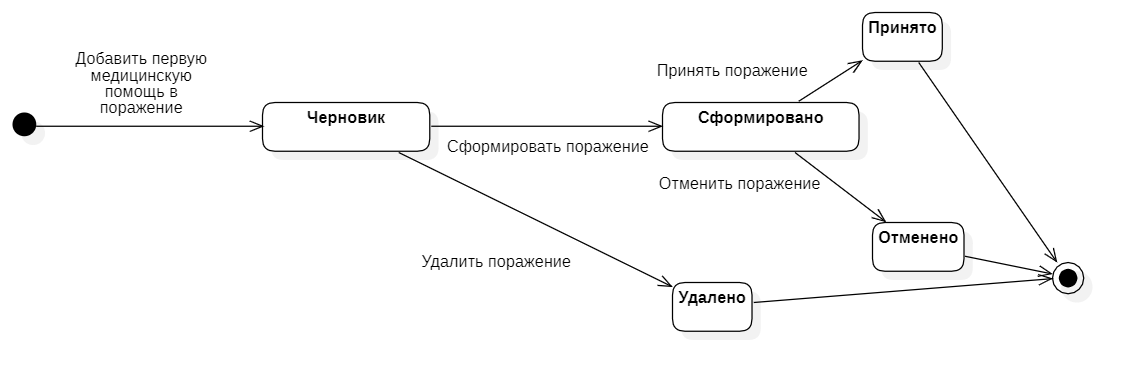 Принято
Добавить первую
медицинскую
помощь в
поражение
Принять поражение
Черновик
Сформировано
Сформировать поражение
Отменить поражение
Отменено
Удалить поражение
Удалено